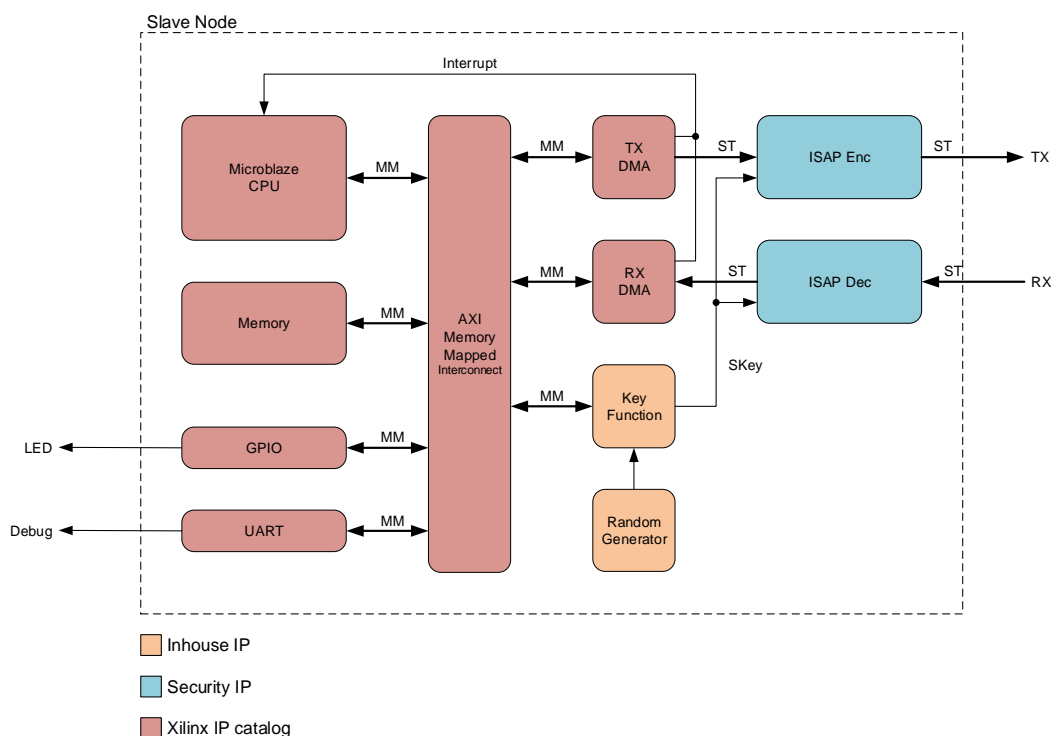 Slave Node
Interrupt
Microblaze
CPU
MM
MM
TX
DMA
ST
ISAP Enc
ST
TX
Memory
MM
AXI
Memory
Mapped
Interconnect
MM
RX
DMA
ST
ISAP Dec
ST
RX
SKey
MM
Key
Function
LED
GPIO
MM
Debug
UART
MM
Random
Generator
Inhouse IP
Security IP
Xilinx IP catalog